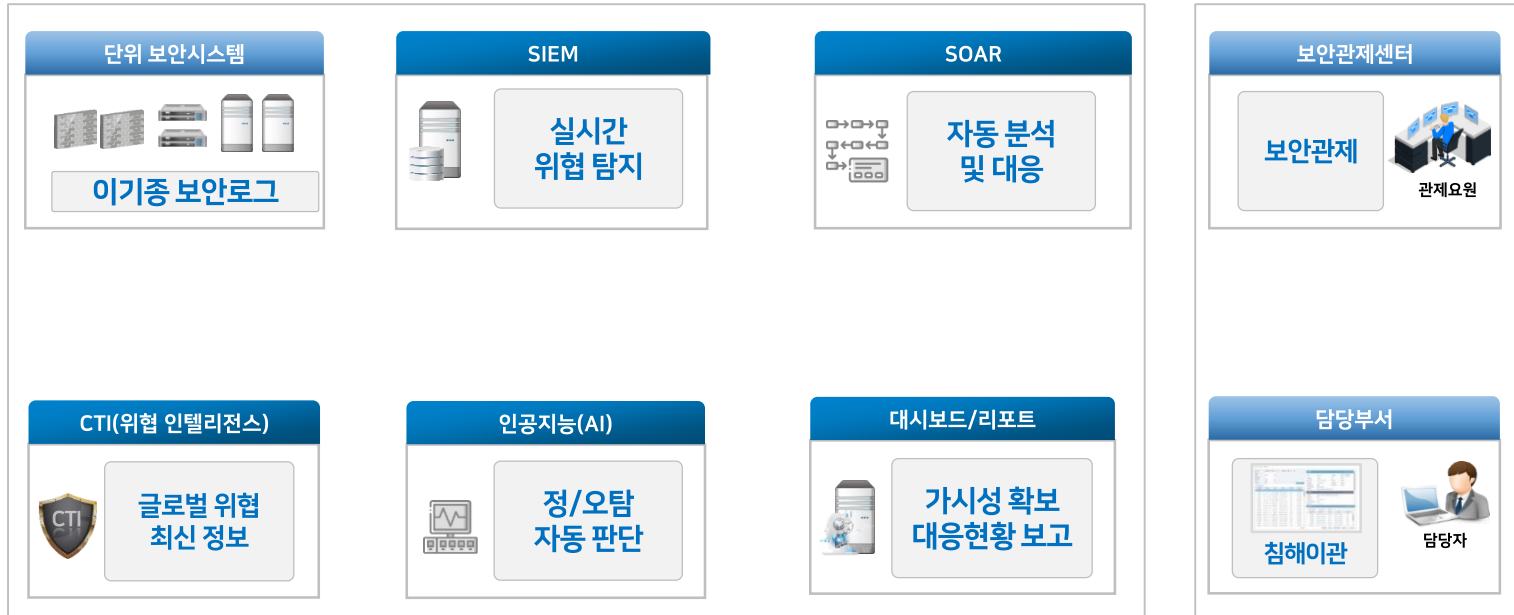 단위 보안시스템
이기종 보안로그
SIEM
실시간
위협 탐지
SOAR
자동 분석
및 대응
보안관제센터
보안관제
관제요원
CTI(위협 인텔리전스)
CTI
글로벌 위협
최신 정보
인공지능(AI)
정/오탐
자동 판단
대시보드/리포트
가시성 확보
대응현황 보고
담당부서
침해이관
담당자